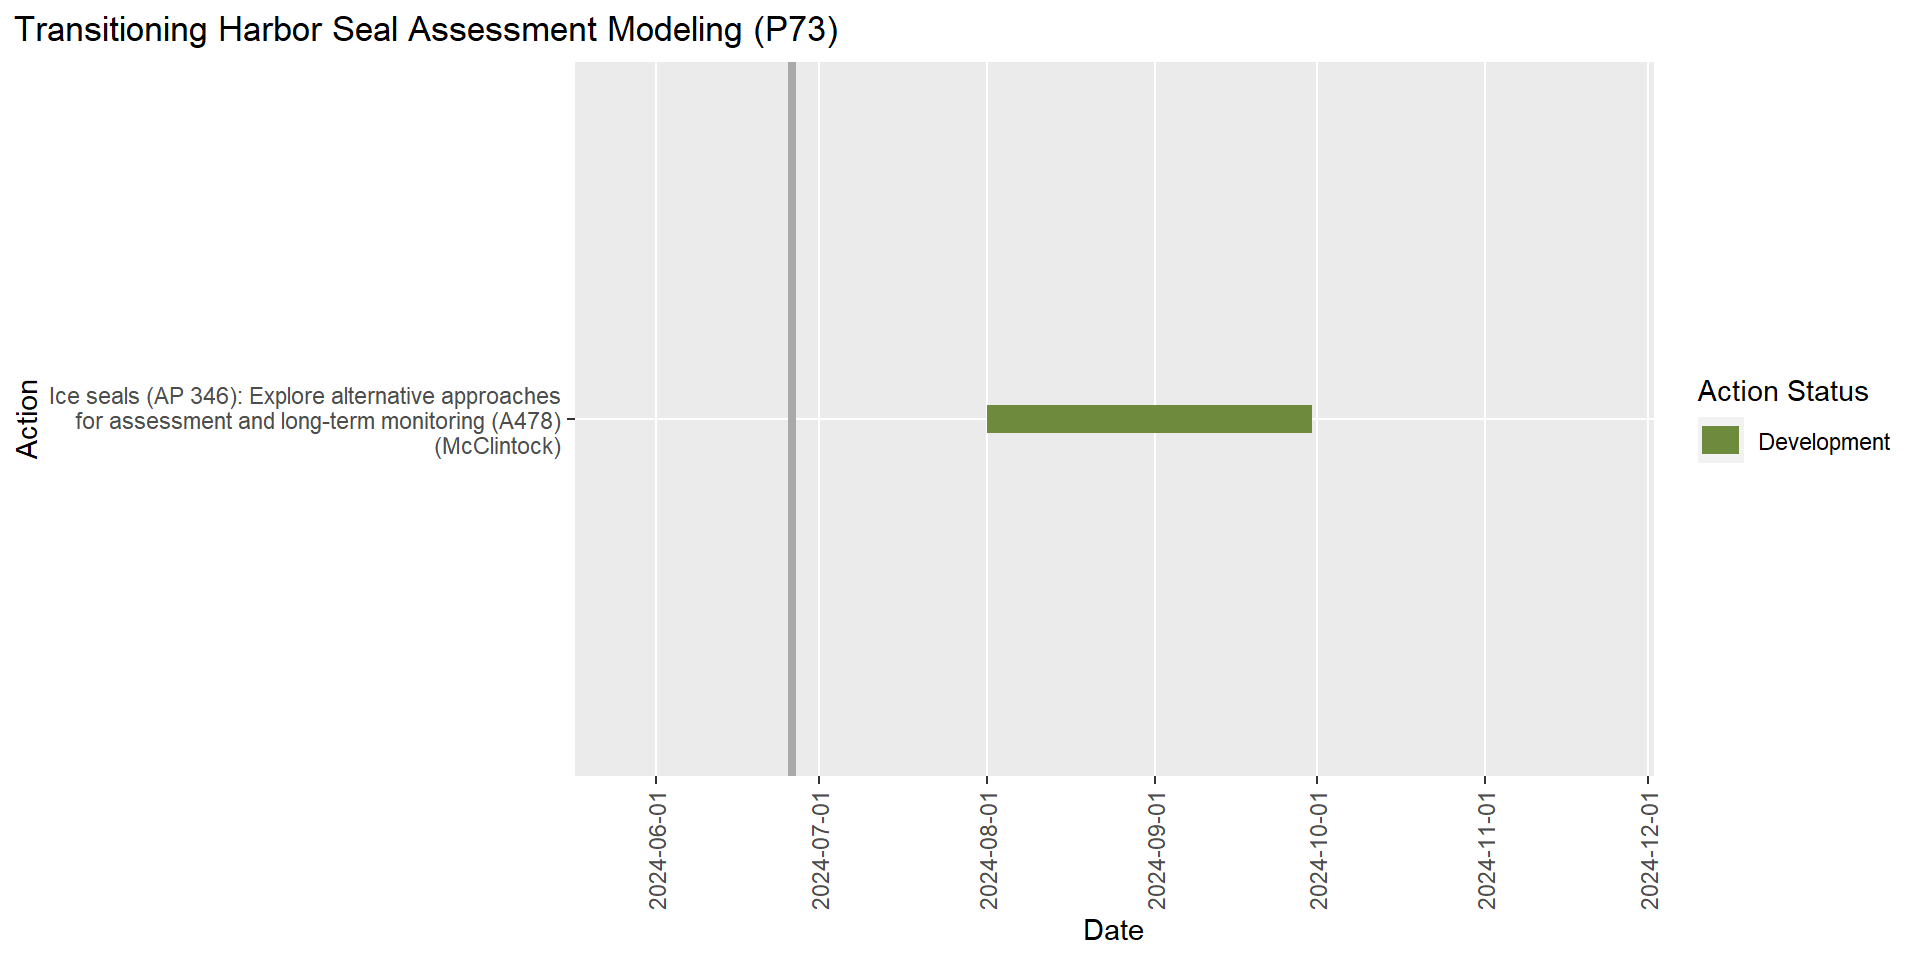 Transitioning Harbor Seal Assessment Modeling (P73)
Action
Ice seals (AP 346): Explore alternative approaches
for assessment and long-term monitoring (A478)
(McClintock)
2024-06-01
2024-07-01
2024-08-01
2024-09-01
2024-10-01
2024-11-01
2024-12-01
Date
Action Status
Development